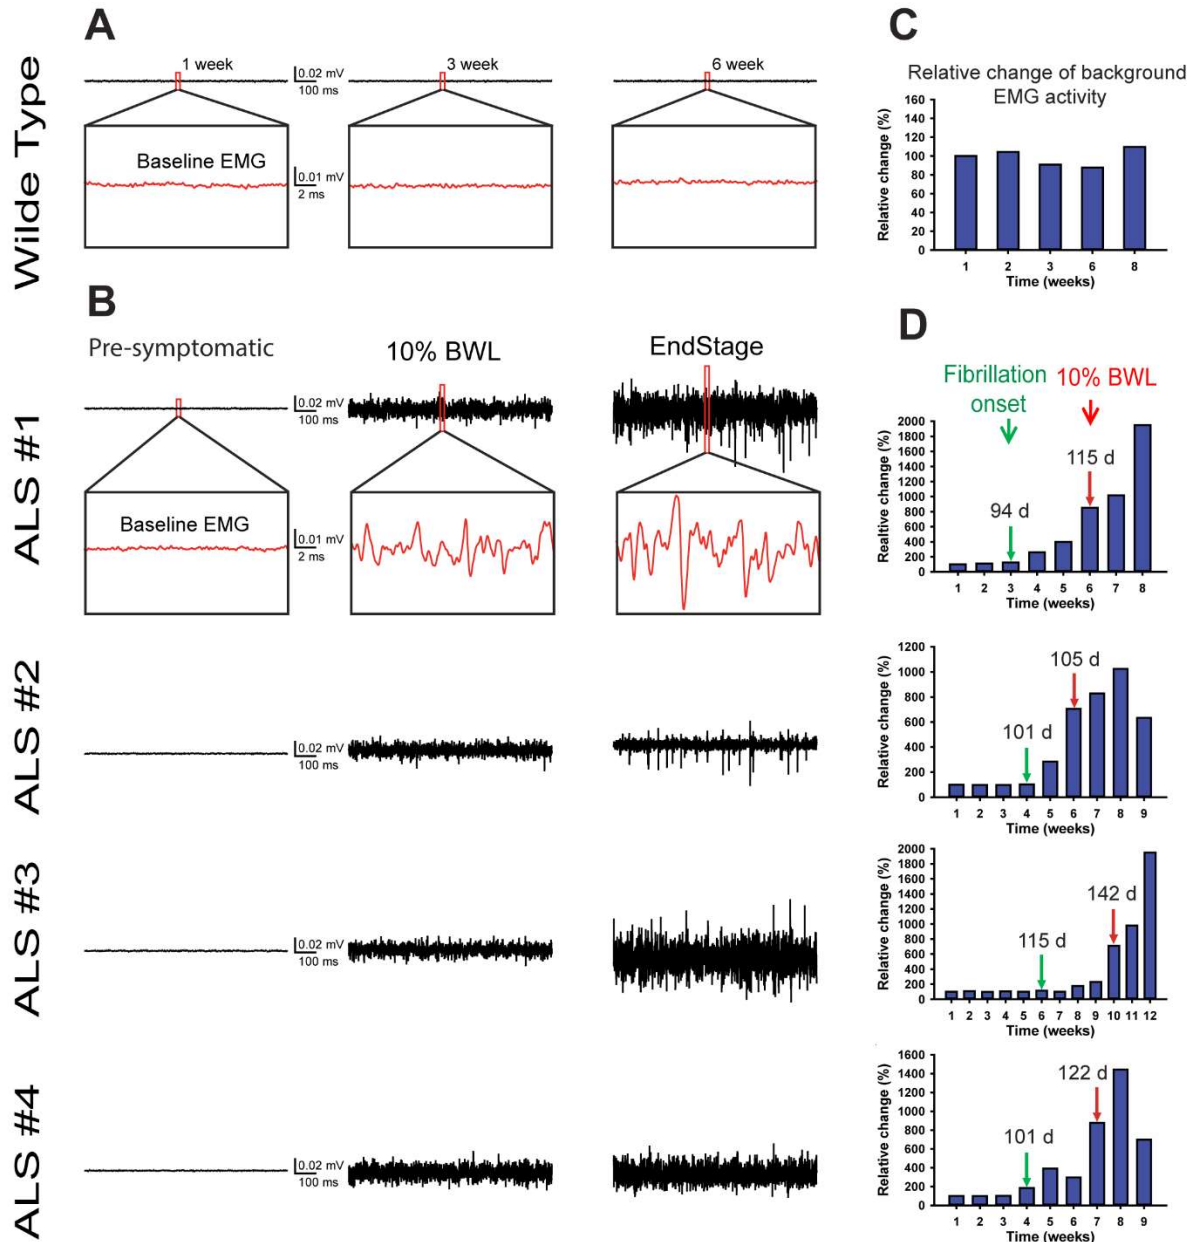 A
Wilde Type
1 week
0.02 mV
100 ms
3 week
6 week
Baseline EMG
0.01 mV
2 ms
C
Relative change of background
EMG activity
Relative change (%)
160
140
120
100
80
60
40
20
0
1 2 3 6 8
Time (weeks)
B
ALS #1
Pre-symptomatic
10% BWL
EndStage
0.02 mV
100 ms
Baseline EMG
0.01 mV
2 ms
D
Fibrillation
onset
10% BWL
Realtive change (%)
2000
1800
1600
1400
1200
1000
800
600
400
200
0
94 d
115 d
1 2 3 4 5 6 7 8
Time (weeks)
ALS #2
0.02 mV
100 ms
Relative change (%)
1200
1000
800
600
400
200
0
101 d
105 d
1 2 3 4 5 6 7 8 9
Time (weeks)
ALS #3
0.02 mV
100 ms
Relative change (%)
2000
1800
1600
1400
1200
1000
800
600
400
200
0
115 d
142 d
1 2 3 4 5 6 7 8 9 10 11 12
Time (weeks)
ALS #4
0.02 mV
100 ms
Relative change (%)
1600
1400
1200
1000
800
600
400
200
0
101 d
122 d
1 2 3 4 5 6 7 8 9
Time (weeks)